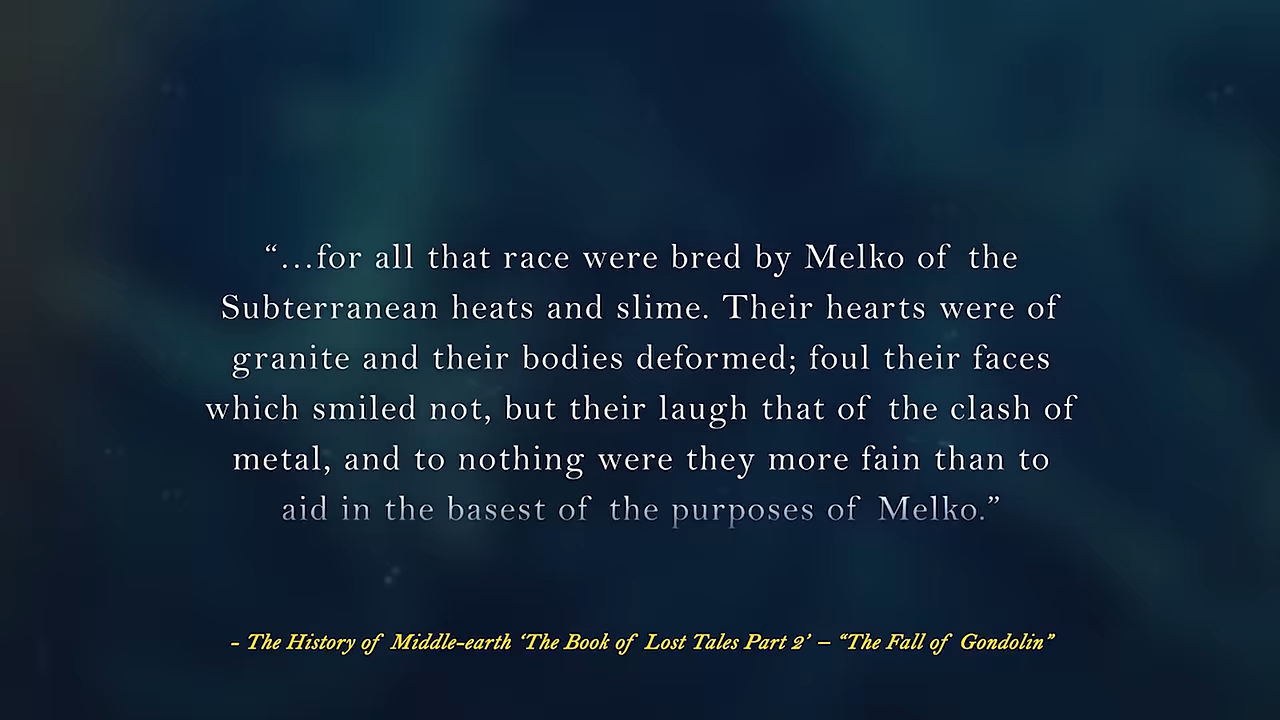 “…for all that race were bred by Melko of the
Subterranean heats and slime. Their hearts were of
granite and their bodies deformed; foul their faces
which smiled not, but their laugh that of the clash of
metal, and to nothing were they more fain than to
aid in the basest of the purposes of Melko.”
- The History of Middle-earth ‘The Book of Lost Tales Part 2’ – “The Fall of Gondolin”